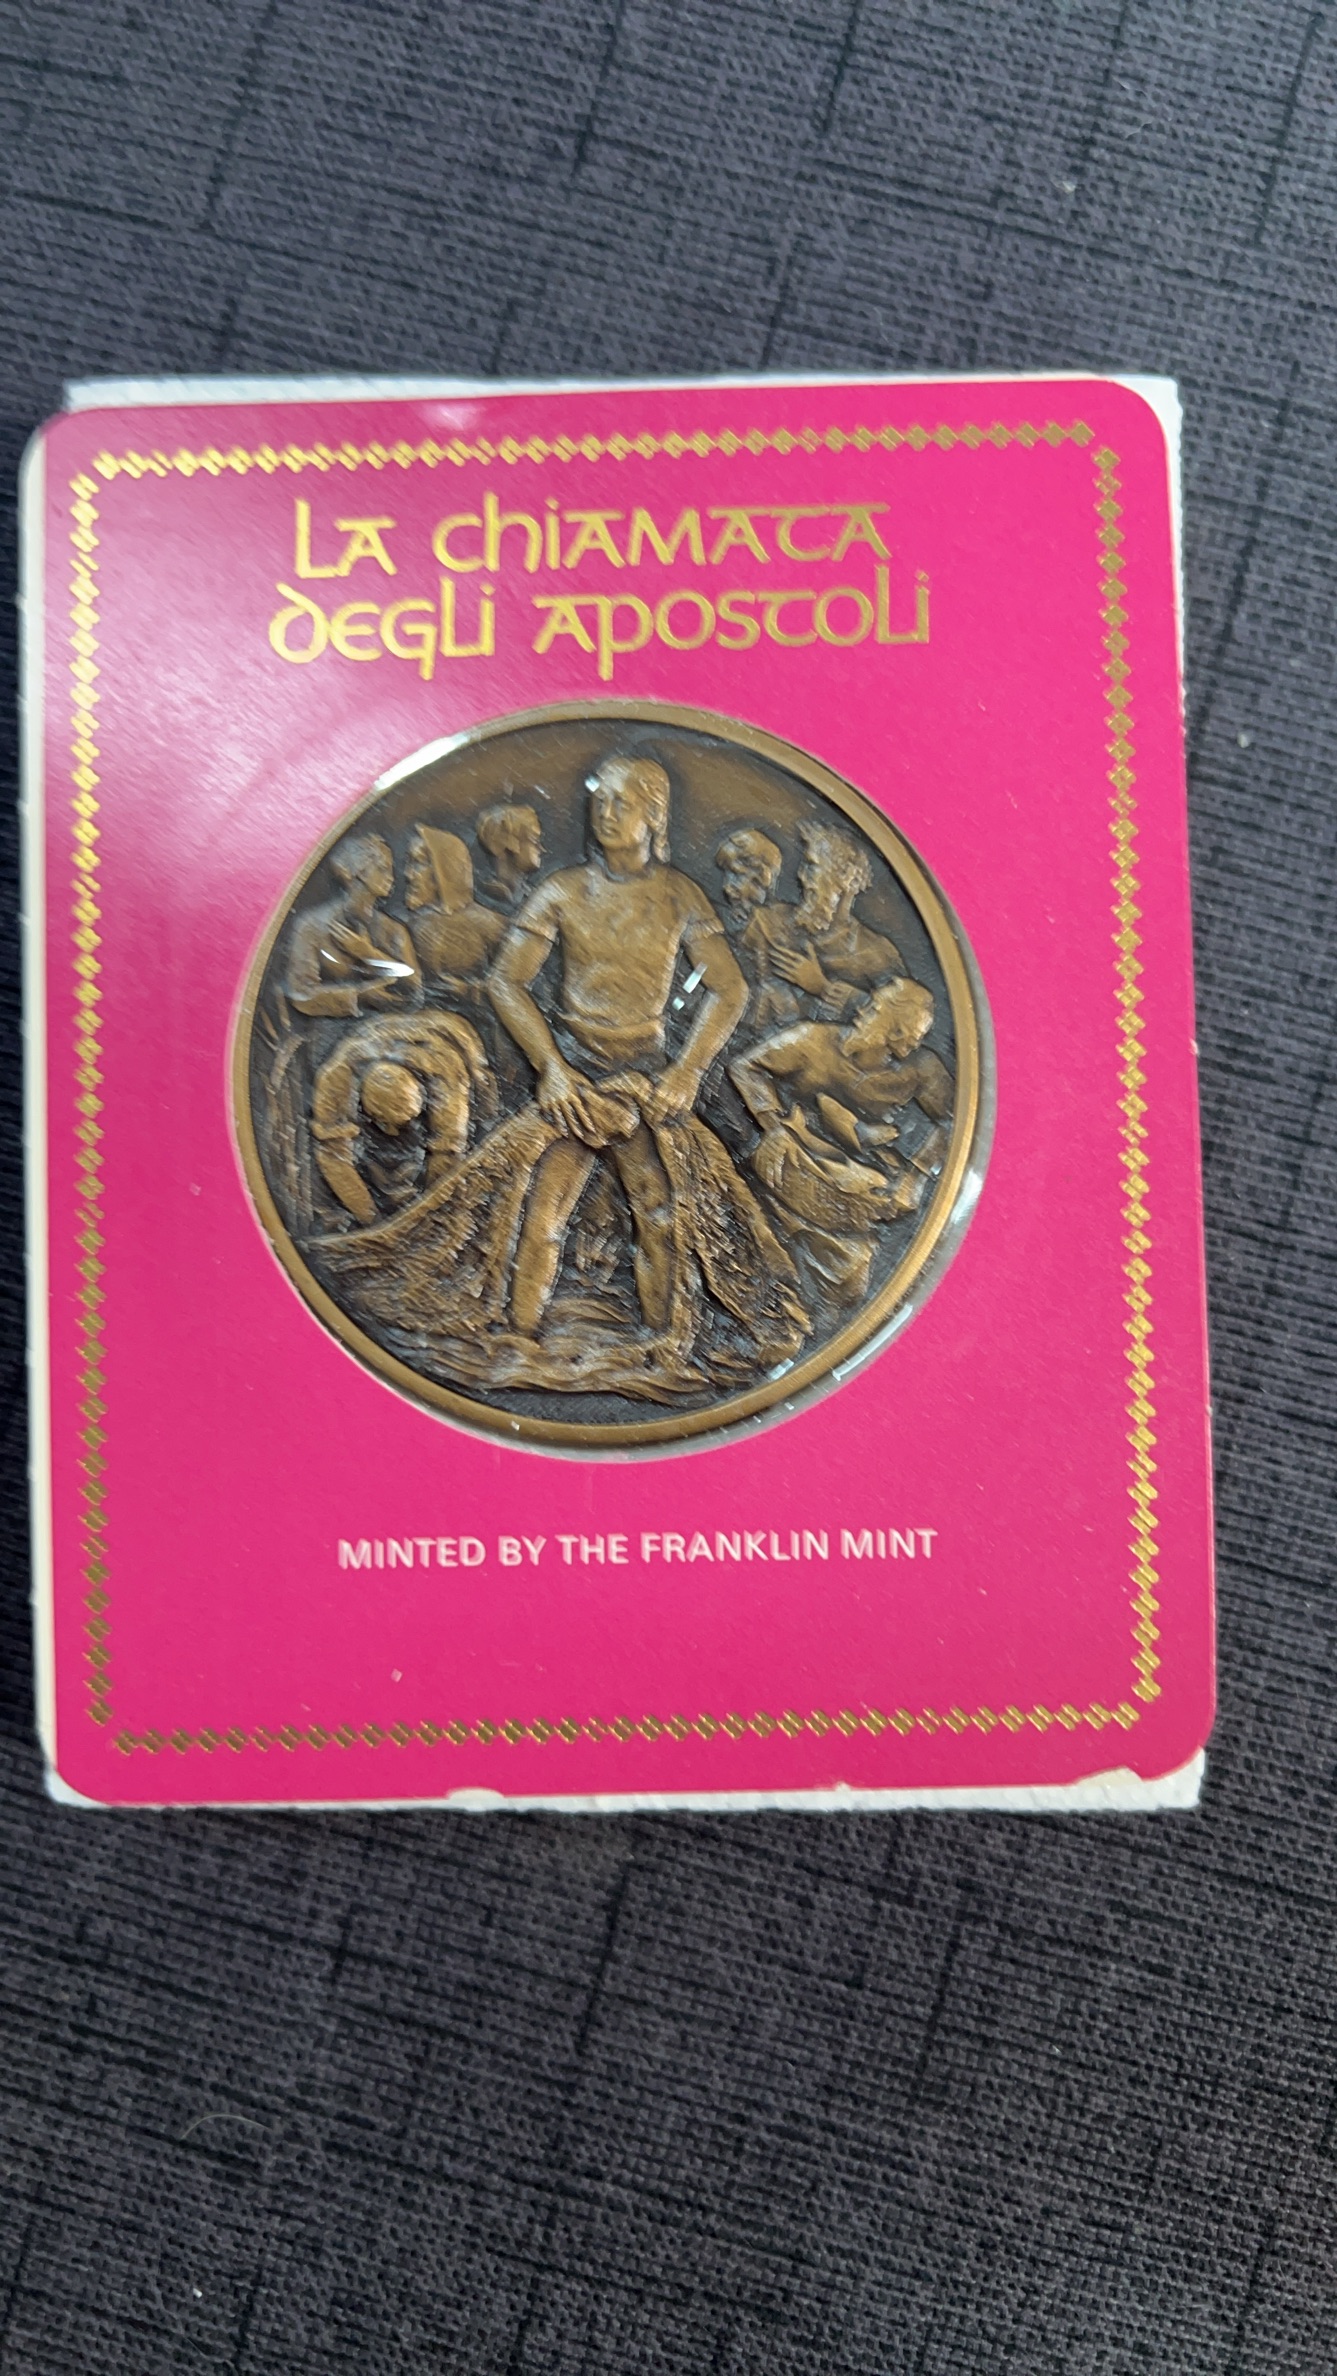 La chiamata
degli apostoli
MINTED BY THE FRANKLIN MINT